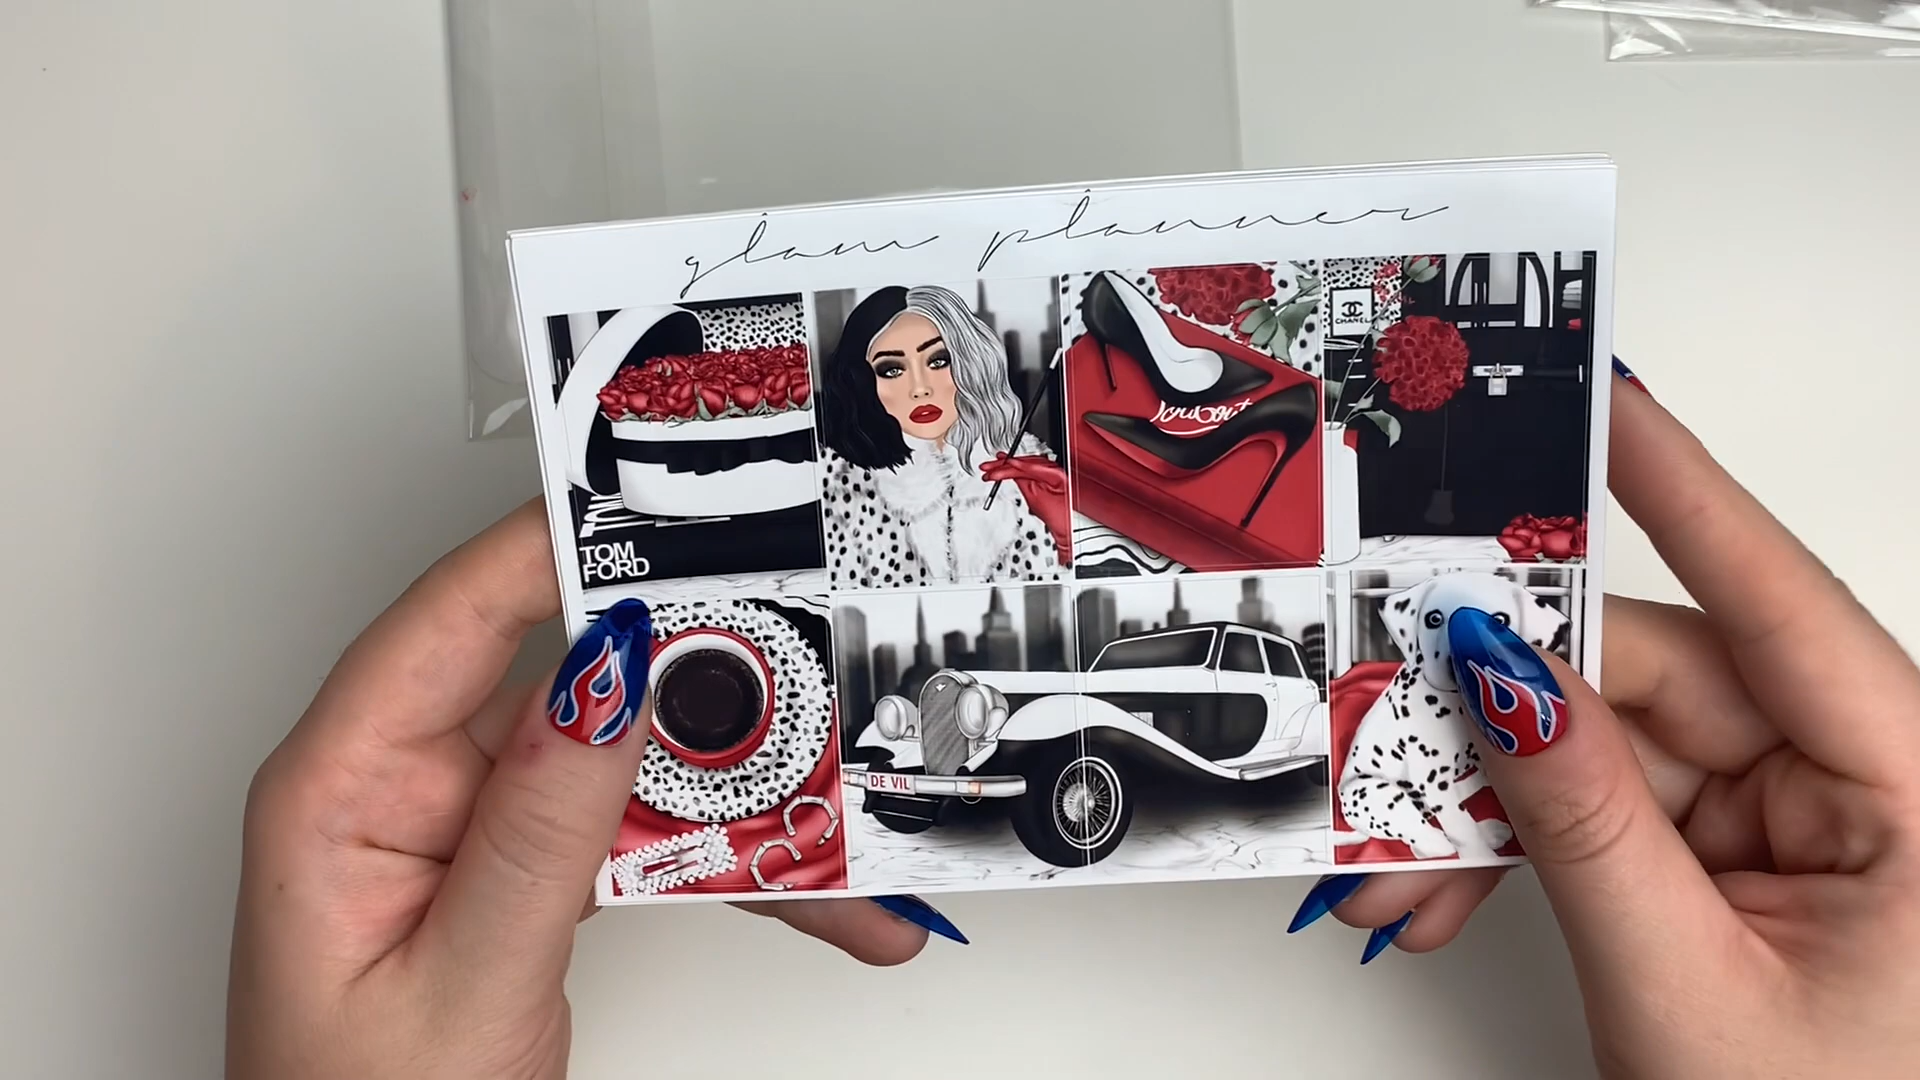 glam planner
CHANEL
TOM
FORD
DE VIL